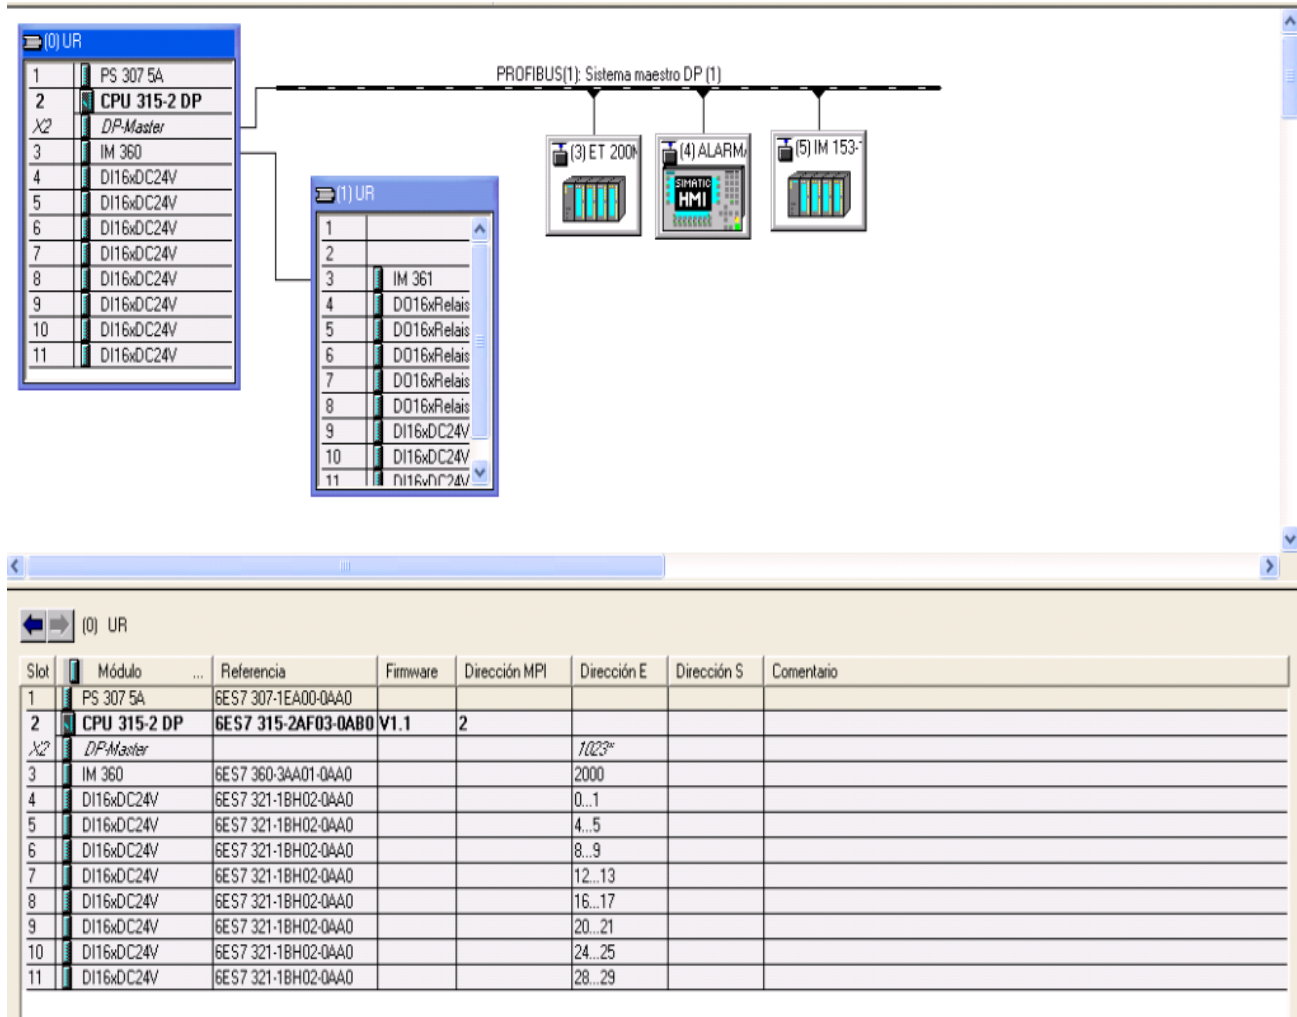 (0) UR
1 PS 307 5A
2 CPU 315-2 DP
X2 DP-Master
3 IM 360
4 DI16xDC24V
5 DI16xDC24V
6 DI16xDC24V
7 DI16xDC24V
8 DI16xDC24V
9 DI16xDC24V
10 DI16xDC24V
11 DI16xDC24V
PROFIBUS(1): Sistema maestro DP (1)
(3) ET 200M
(4) ALARMA
SIMATIC
HMI
(5) IM 153-1
(1) UR
1
2
3 IM 361
4 DO16xRelais
5 DO16xRelais
6 DO16xRelais
7 DO16xRelais
8 DO16xRelais
9 DI16xDC24V
10 DI16xDC24V
11 DI16xDC24V
(0) UR
Slot Módulo ... Referencia Firmware Dirección MPI Dirección E Dirección S Comentario
1 PS 307 5A 6ES7 307-1EA00-0AA0
2 CPU 315-2 DP 6ES7 315-2AF03-0AB0 V1.1 2
X2 DP-Master 1023*
3 IM 360 6ES7 360-3AA01-0AA0 2000
4 DI16xDC24V 6ES7 321-1BH02-0AA0 0...1
5 DI16xDC24V 6ES7 321-1BH02-0AA0 4...5
6 DI16xDC24V 6ES7 321-1BH02-0AA0 8...9
7 DI16xDC24V 6ES7 321-1BH02-0AA0 12...13
8 DI16xDC24V 6ES7 321-1BH02-0AA0 16...17
9 DI16xDC24V 6ES7 321-1BH02-0AA0 20...21
10 DI16xDC24V 6ES7 321-1BH02-0AA0 24...25
11 DI16xDC24V 6ES7 321-1BH02-0AA0 28...29